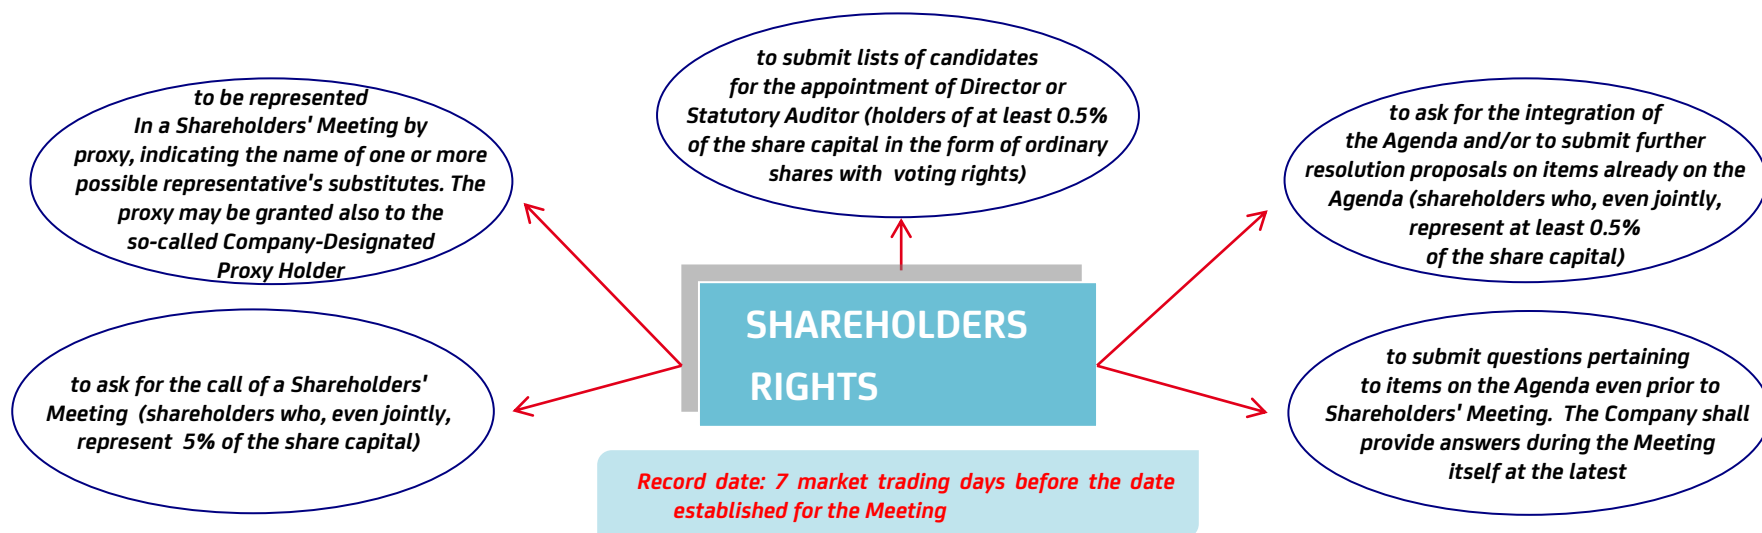 to be represented
In a Shareholders' Meeting by
proxy, indicating the name of one or more
possible representative's substitutes. The
proxy may be granted also to the
so-called Company-Designated
Proxy Holder
to submit lists of candidates
for the appointment of Director or
Statutory Auditor (holders of at least 0.5%
of the share capital in the form of ordinary
shares with voting rights)
to ask for the integration of
the Agenda and/or to submit further
resolution proposals on items already on the
Agenda (shareholders who, even jointly,
represent at least 0.5%
of the share capital)
to ask for the call of a Shareholders'
Meeting (shareholders who, even jointly,
represent 5% of the share capital)
SHAREHOLDERS
RIGHTS
to submit questions pertaining
to items on the Agenda even prior to
Shareholders' Meeting. The Company shall
provide answers during the Meeting
itself at the latest
Record date: 7 market trading days before the date
established for the Meeting